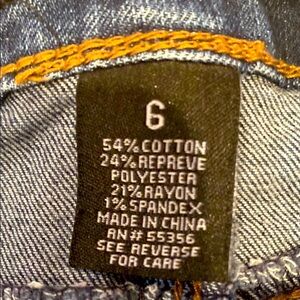 6
54% COTTON
24% REPREVE
POLYESTER
21% RAYON
1% SPANDEX
MADE IN CHINA
RN# 55356
SEE REVERSE
FOR CARE